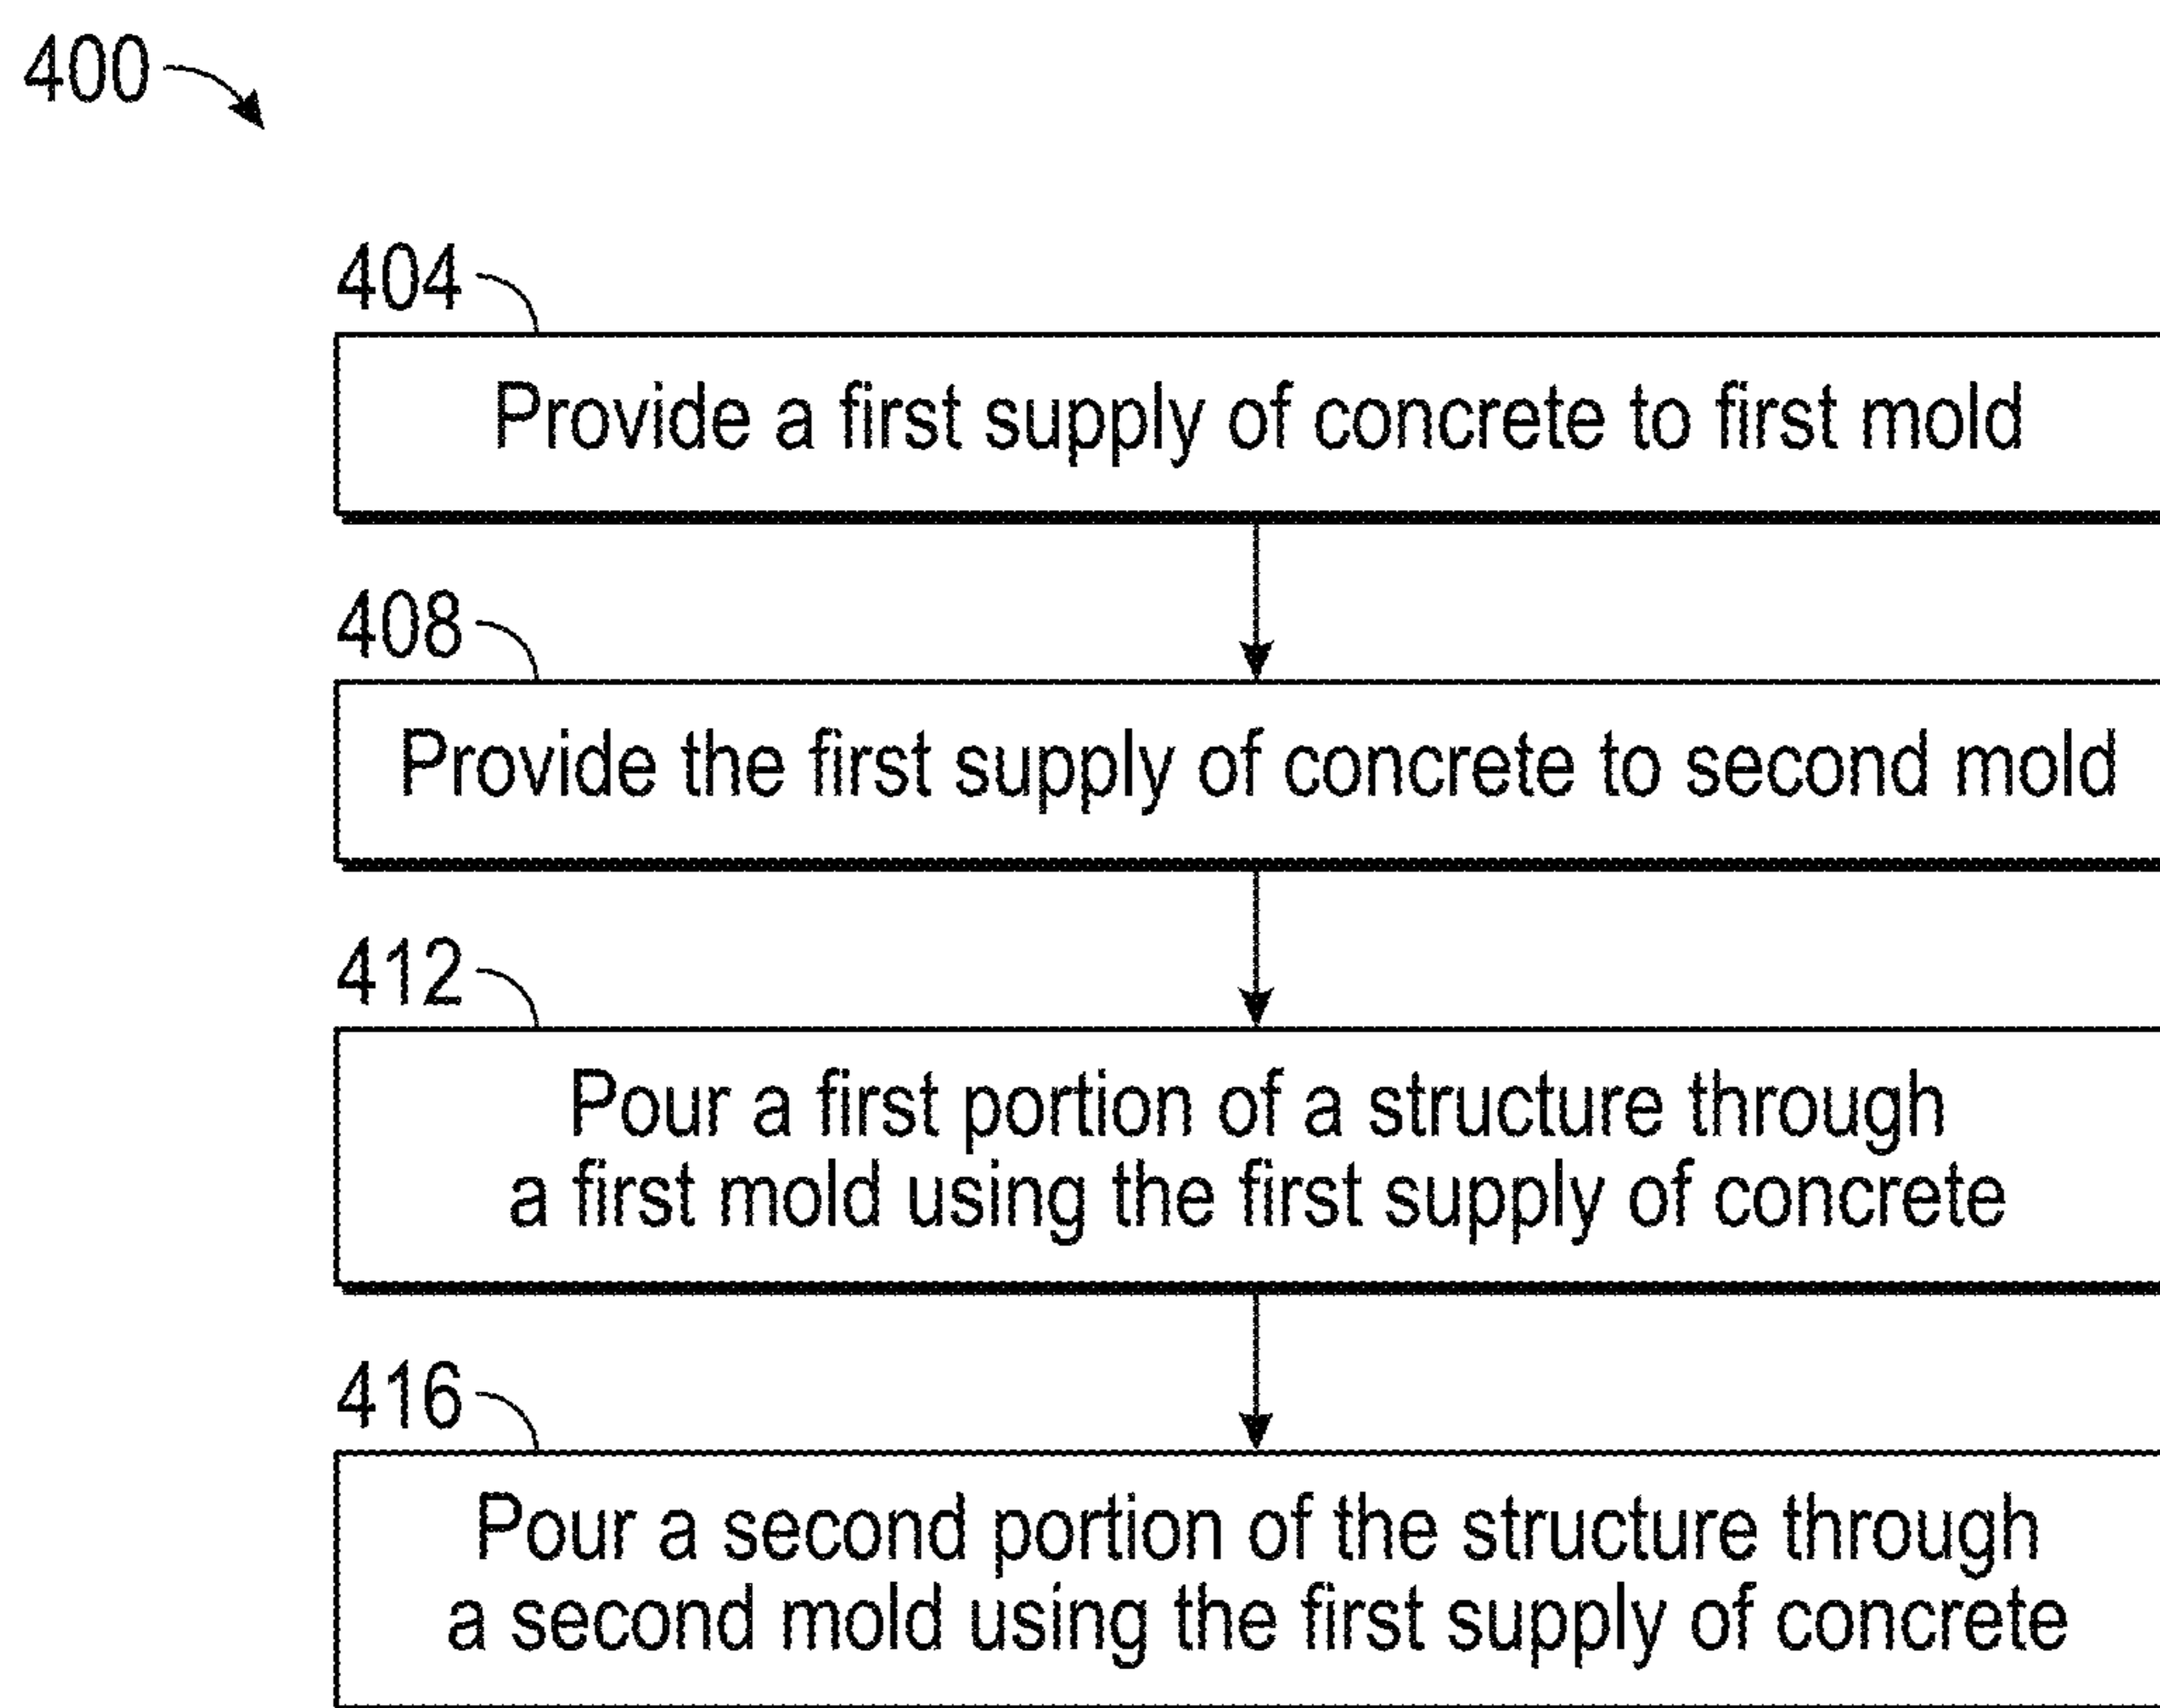 400
404
Provide a first supply of concrete to first mold
408
Provide the first supply of concrete to second mold
412
Pour a first portion of a structure through
a first mold using the first supply of concrete
416
Pour a second portion of the structure through
a second mold using the first supply of concrete